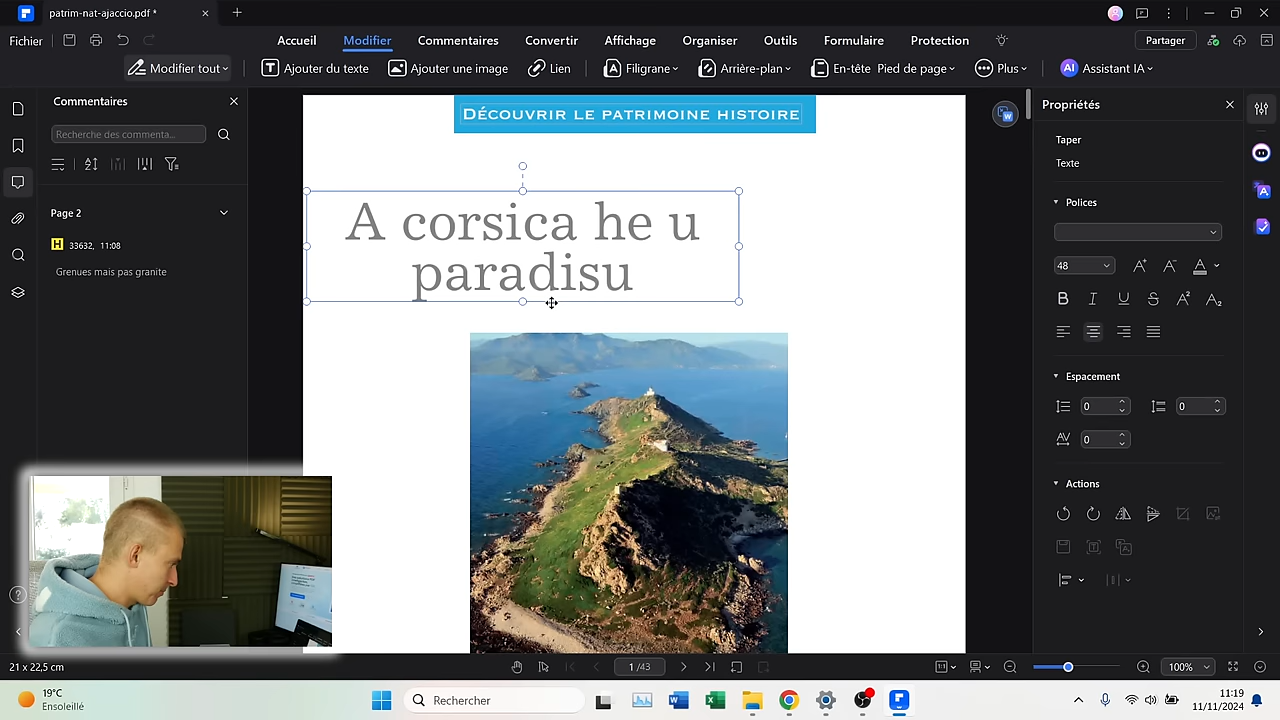 patrim-nat-ajaccio.pdf *
Fichier
Accueil Modifier Commentaires Convertir Affichage Organiser Outils Formulaire Protection
Partager
Modifier tout
Ajouter du texte
Ajouter une image
Lien
Filigrane
Arrière-plan
En-tête Pied de page
Plus
AI Assistant IA
Commentaires
Recherche des commenta...
Page 2
H 33632, 11:08
Grenues mais pas granite
Découvrir le patrimoine histoire
A corsica he u
paradisu
Propriétés
Taper
Texte
Polices
48
Espacement
0 0
0
Actions
21 x 22,5 cm
1 /43
100%
19°C
Ensoleillé
Rechercher
11:19
11/11/2024